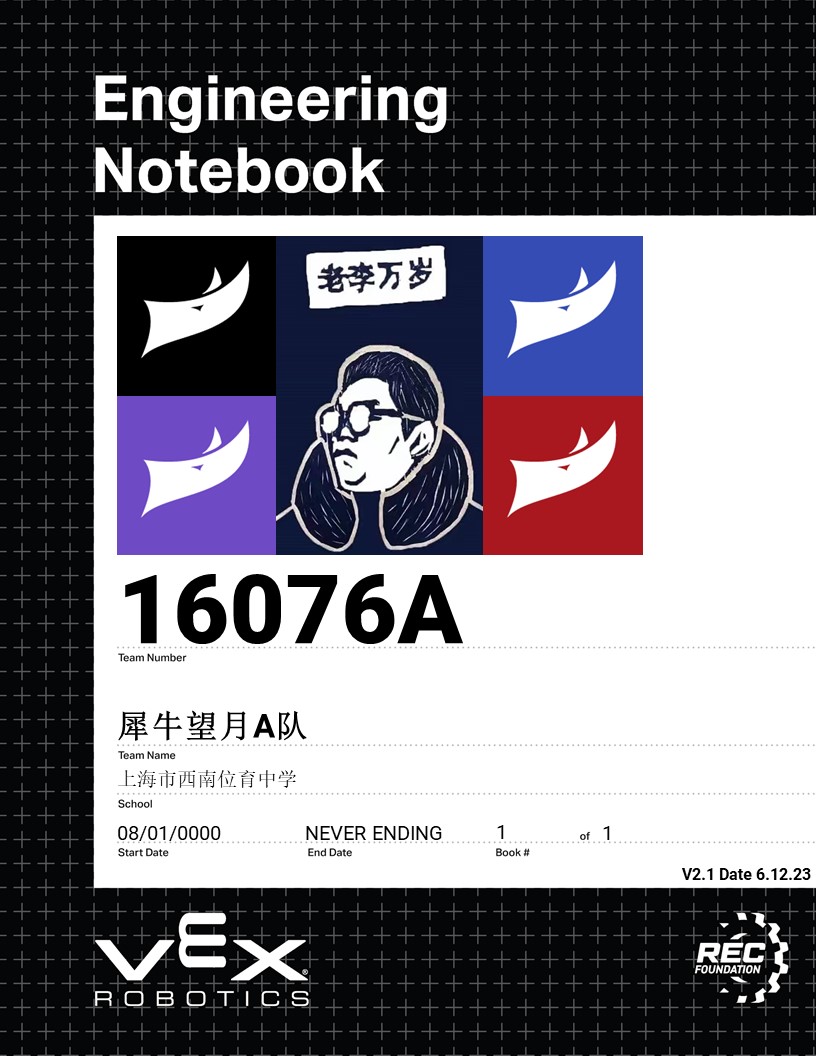 Engineering
Notebook
老李万岁
16076A
Team Number
犀牛望月A队
Team Name
上海市西南位育中学
School
08/01/0000 NEVER ENDING 1 of 1
Start Date End Date Book #
V2.1 Date 6.12.23
VEX® REC
ROBOTICS FOUNDATION